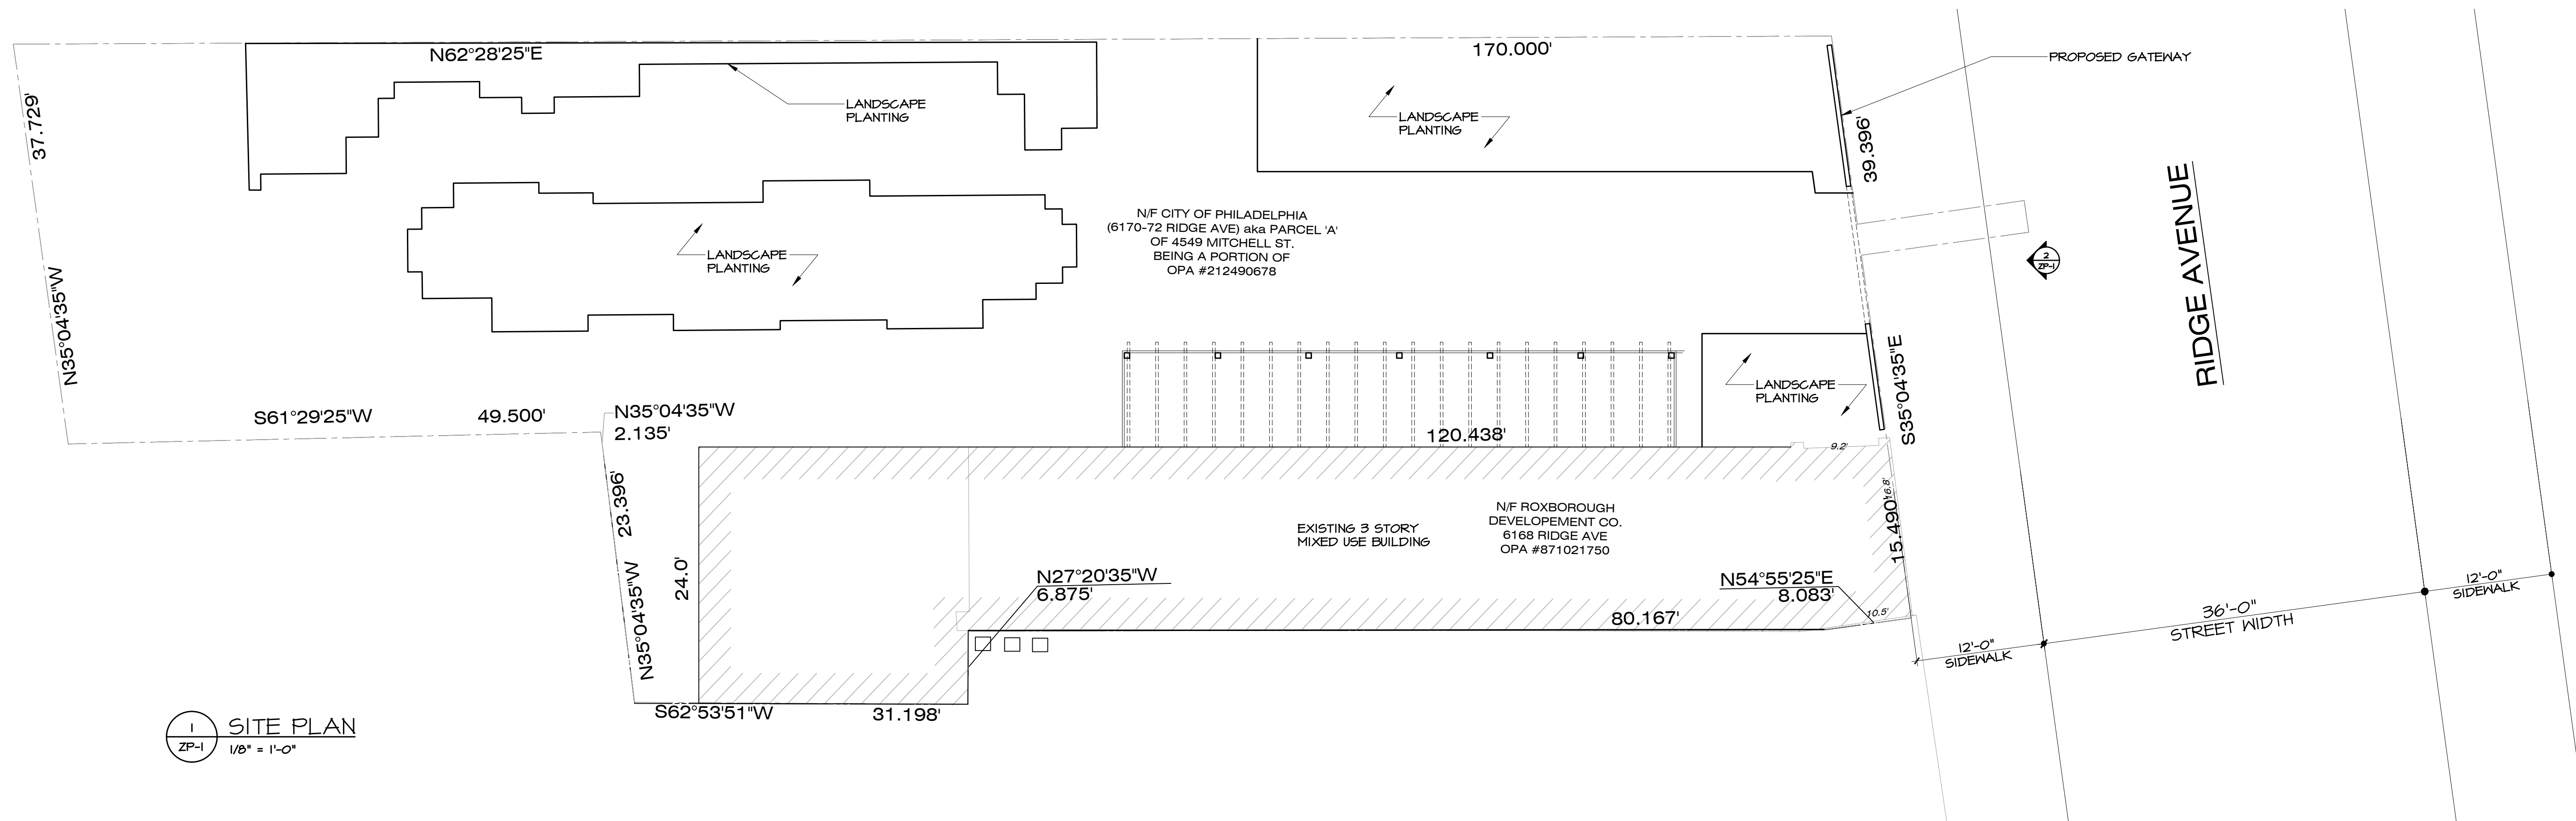 N62°28'25"E
170.000'
PROPOSED GATEWAY
37.729'
LANDSCAPE
PLANTING
LANDSCAPE
PLANTING
39.396'
RIDGE AVENUE
N/F CITY OF PHILADELPHIA
(6170-72 RIDGE AVE) aka PARCEL 'A'
OF 4549 MITCHELL ST.
BEING A PORTION OF
OPA #212490678
LANDSCAPE
PLANTING
2
ZP-1
N35°04'35"W
LANDSCAPE
PLANTING
S35°04'35"E
S61°29'25"W
49.500'
N35°04'35"W
2.135'
120.438'
9.2'
23.396'
16.8'
15.490'
N/F ROXBOROUGH
DEVELOPEMENT CO.
6168 RIDGE AVE
OPA #871021750
EXISTING 3 STORY
MIXED USE BUILDING
24.0'
N35°04'35"W
N27°20'35"W
6.875'
N54°55'25"E
8.083'
10.5'
80.167'
12'-0"
SIDEWALK
36'-0"
STREET WIDTH
12'-0"
SIDEWALK
S62°53'51"W
31.198'
1
ZP-1
SITE PLAN
1/8" = 1'-0"